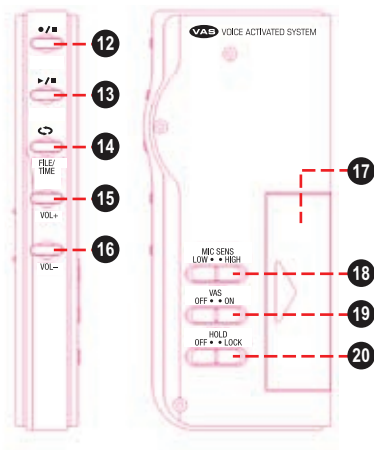 ●/■
12
►/■
13
14
FILE/
TIME
15
VOL+
16
VOL–
VAS VOICE ACTIVATED SYSTEM
17
MIC SENS
LOW • • HIGH
18
VAS
OFF • • ON
19
HOLD
OFF • • LOCK
20